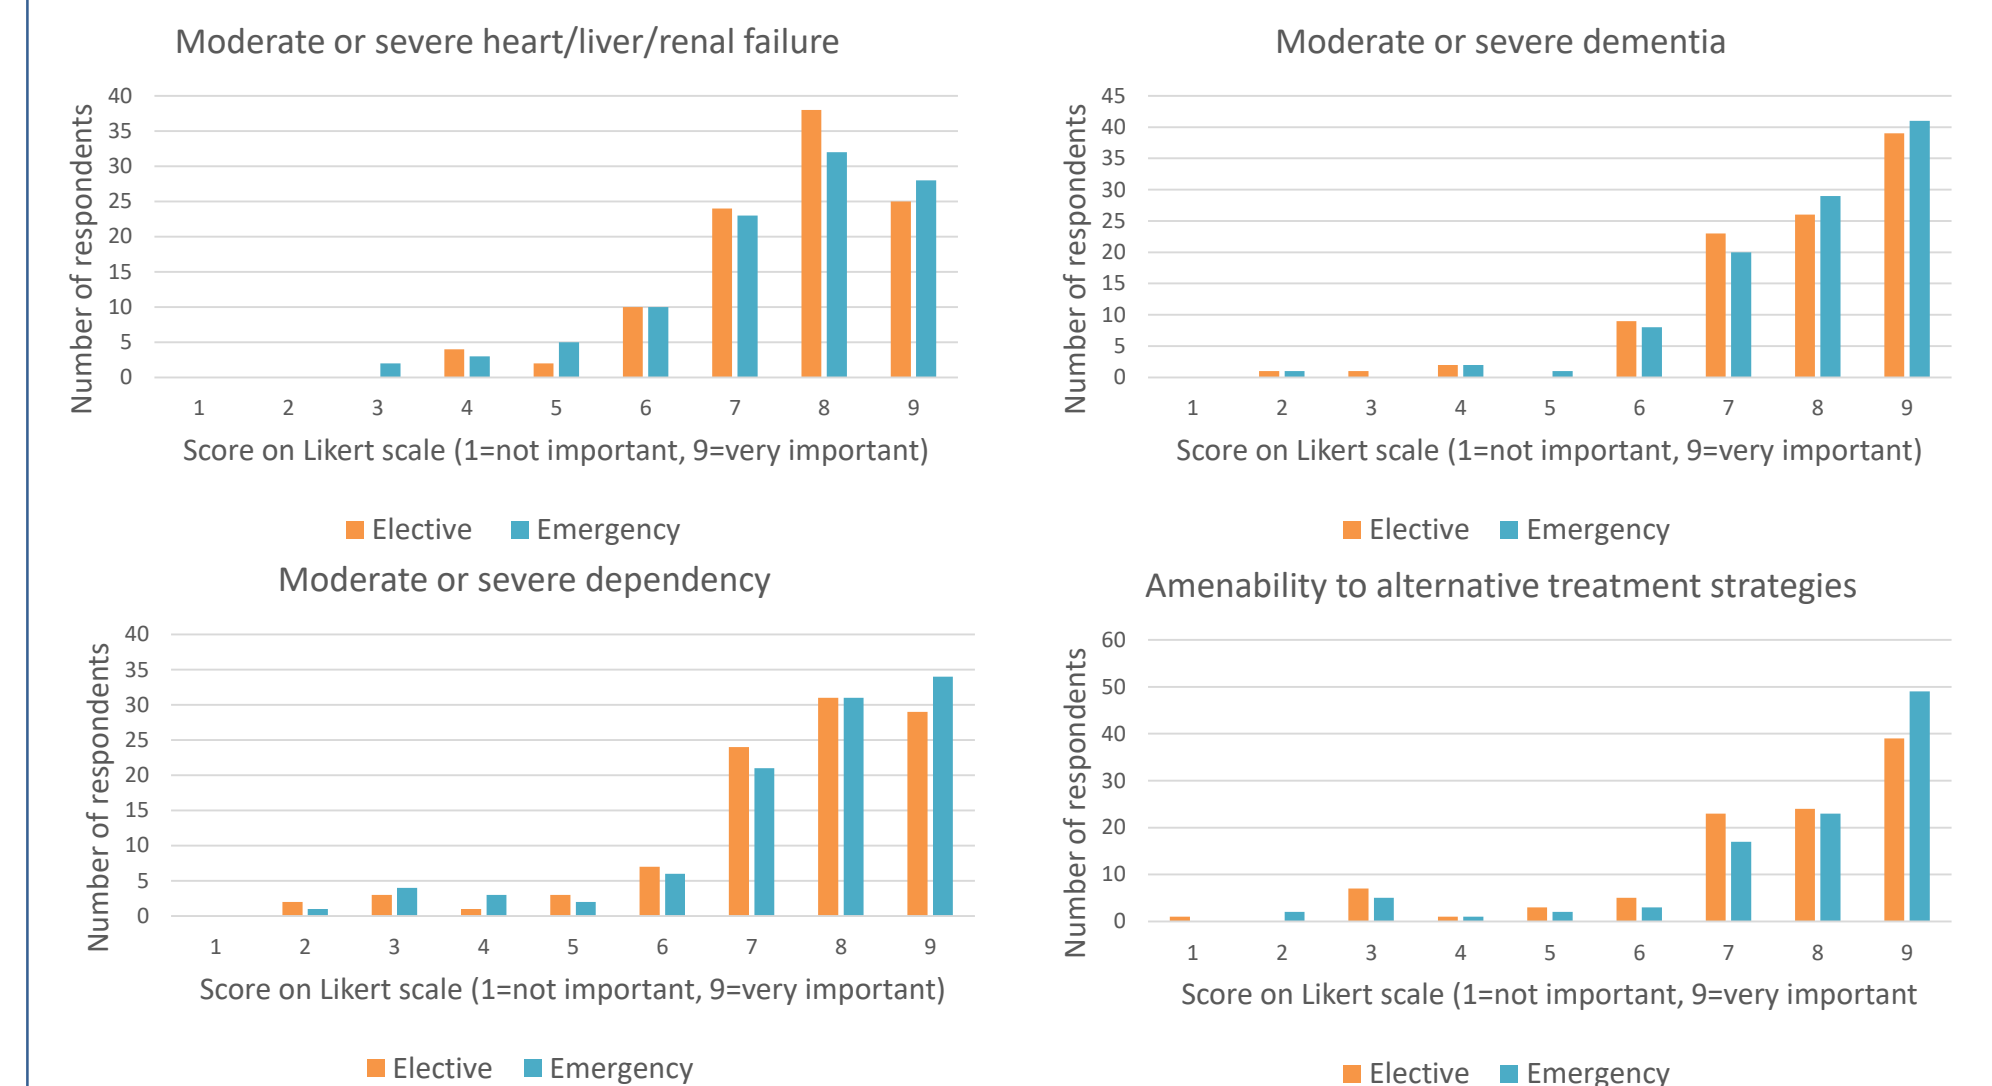 Moderate or severe heart/liver/renal failure
Number of respondents
40
35
30
25
20
15
10
5
0
1 2 3 4 5 6 7 8 9
Score on Likert scale (1=not important, 9=very important)
Elective Emergency
Moderate or severe dementia
Number of respondents
45
40
35
30
25
20
15
10
5
0
1 2 3 4 5 6 7 8 9
Score on Likert scale (1=not important, 9=very important)
Elective Emergency
Moderate or severe dependency
Number of respondents
40
35
30
25
20
15
10
5
0
1 2 3 4 5 6 7 8 9
Score on Likert scale (1=not important, 9=very important)
Elective Emergency
Amenability to alternative treatment strategies
Number of respondents
60
50
40
30
20
10
0
1 2 3 4 5 6 7 8 9
Score on Likert scale (1=not important, 9=very important
Elective Emergency